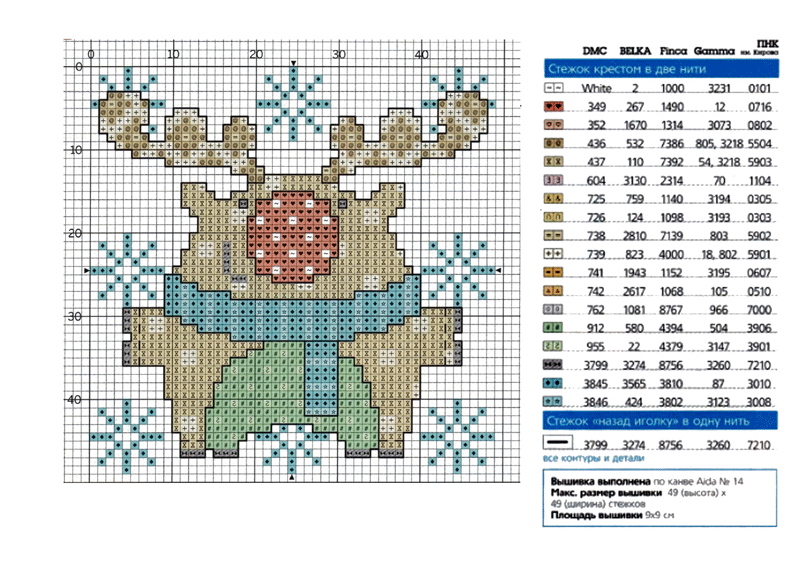 0 10 20 30 40
0
10
20
30
40
DMC BELKA Finca Gamma ПНК им. Кирова
Стежок крестом в две нити
White 2 1000 3231 0101
349 267 1490 12 0716
352 1670 1314 3073 0802
436 532 7386 805, 3218 5504
437 110 7392 54, 3218 5903
604 3130 2314 70 1104
725 759 1140 3194 0305
726 124 1098 3193 0303
738 2810 7139 803 5902
739 823 4000 18, 802 5901
741 1943 1152 3195 0607
742 2617 1068 105 0510
762 1081 8767 966 7000
912 580 4394 504 3906
955 22 4379 3147 3901
3799 3274 8756 3260 7210
3845 3565 3810 87 3010
3846 424 3802 3123 3008
Стежок «назад иголку» в одну нить
3799 3274 8756 3260 7210
все контуры и детали
Вышивка выполнена по канве Aida № 14
Макс. размер вышивки 49 (высота) х
49 (ширина) стежков
Площадь вышивки 9х9 см